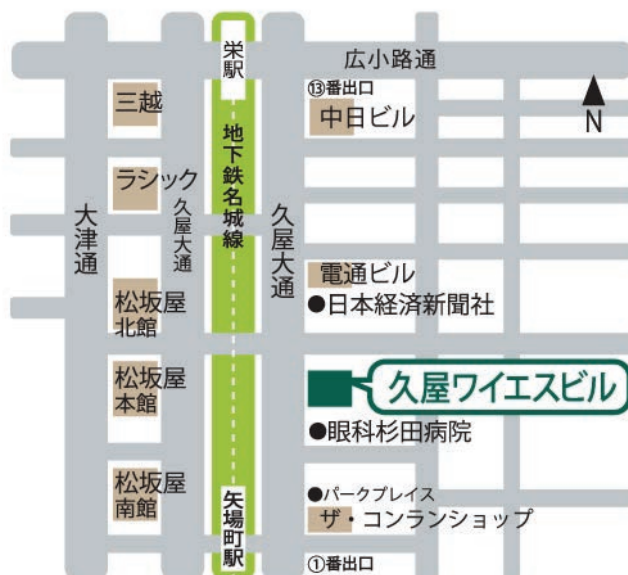 栄駅
広小路通
⑬番出口
三越
中日ビル
N
地下鉄名城線
ラシック
大津通
久屋大通
久屋大通
電通ビル
●日本経済新聞社
松坂屋
北館
松坂屋
本館
久屋ワイエスビル
●眼科杉田病院
松坂屋
南館
矢場町駅
●パークプレイス
ザ・コンランショップ
①番出口